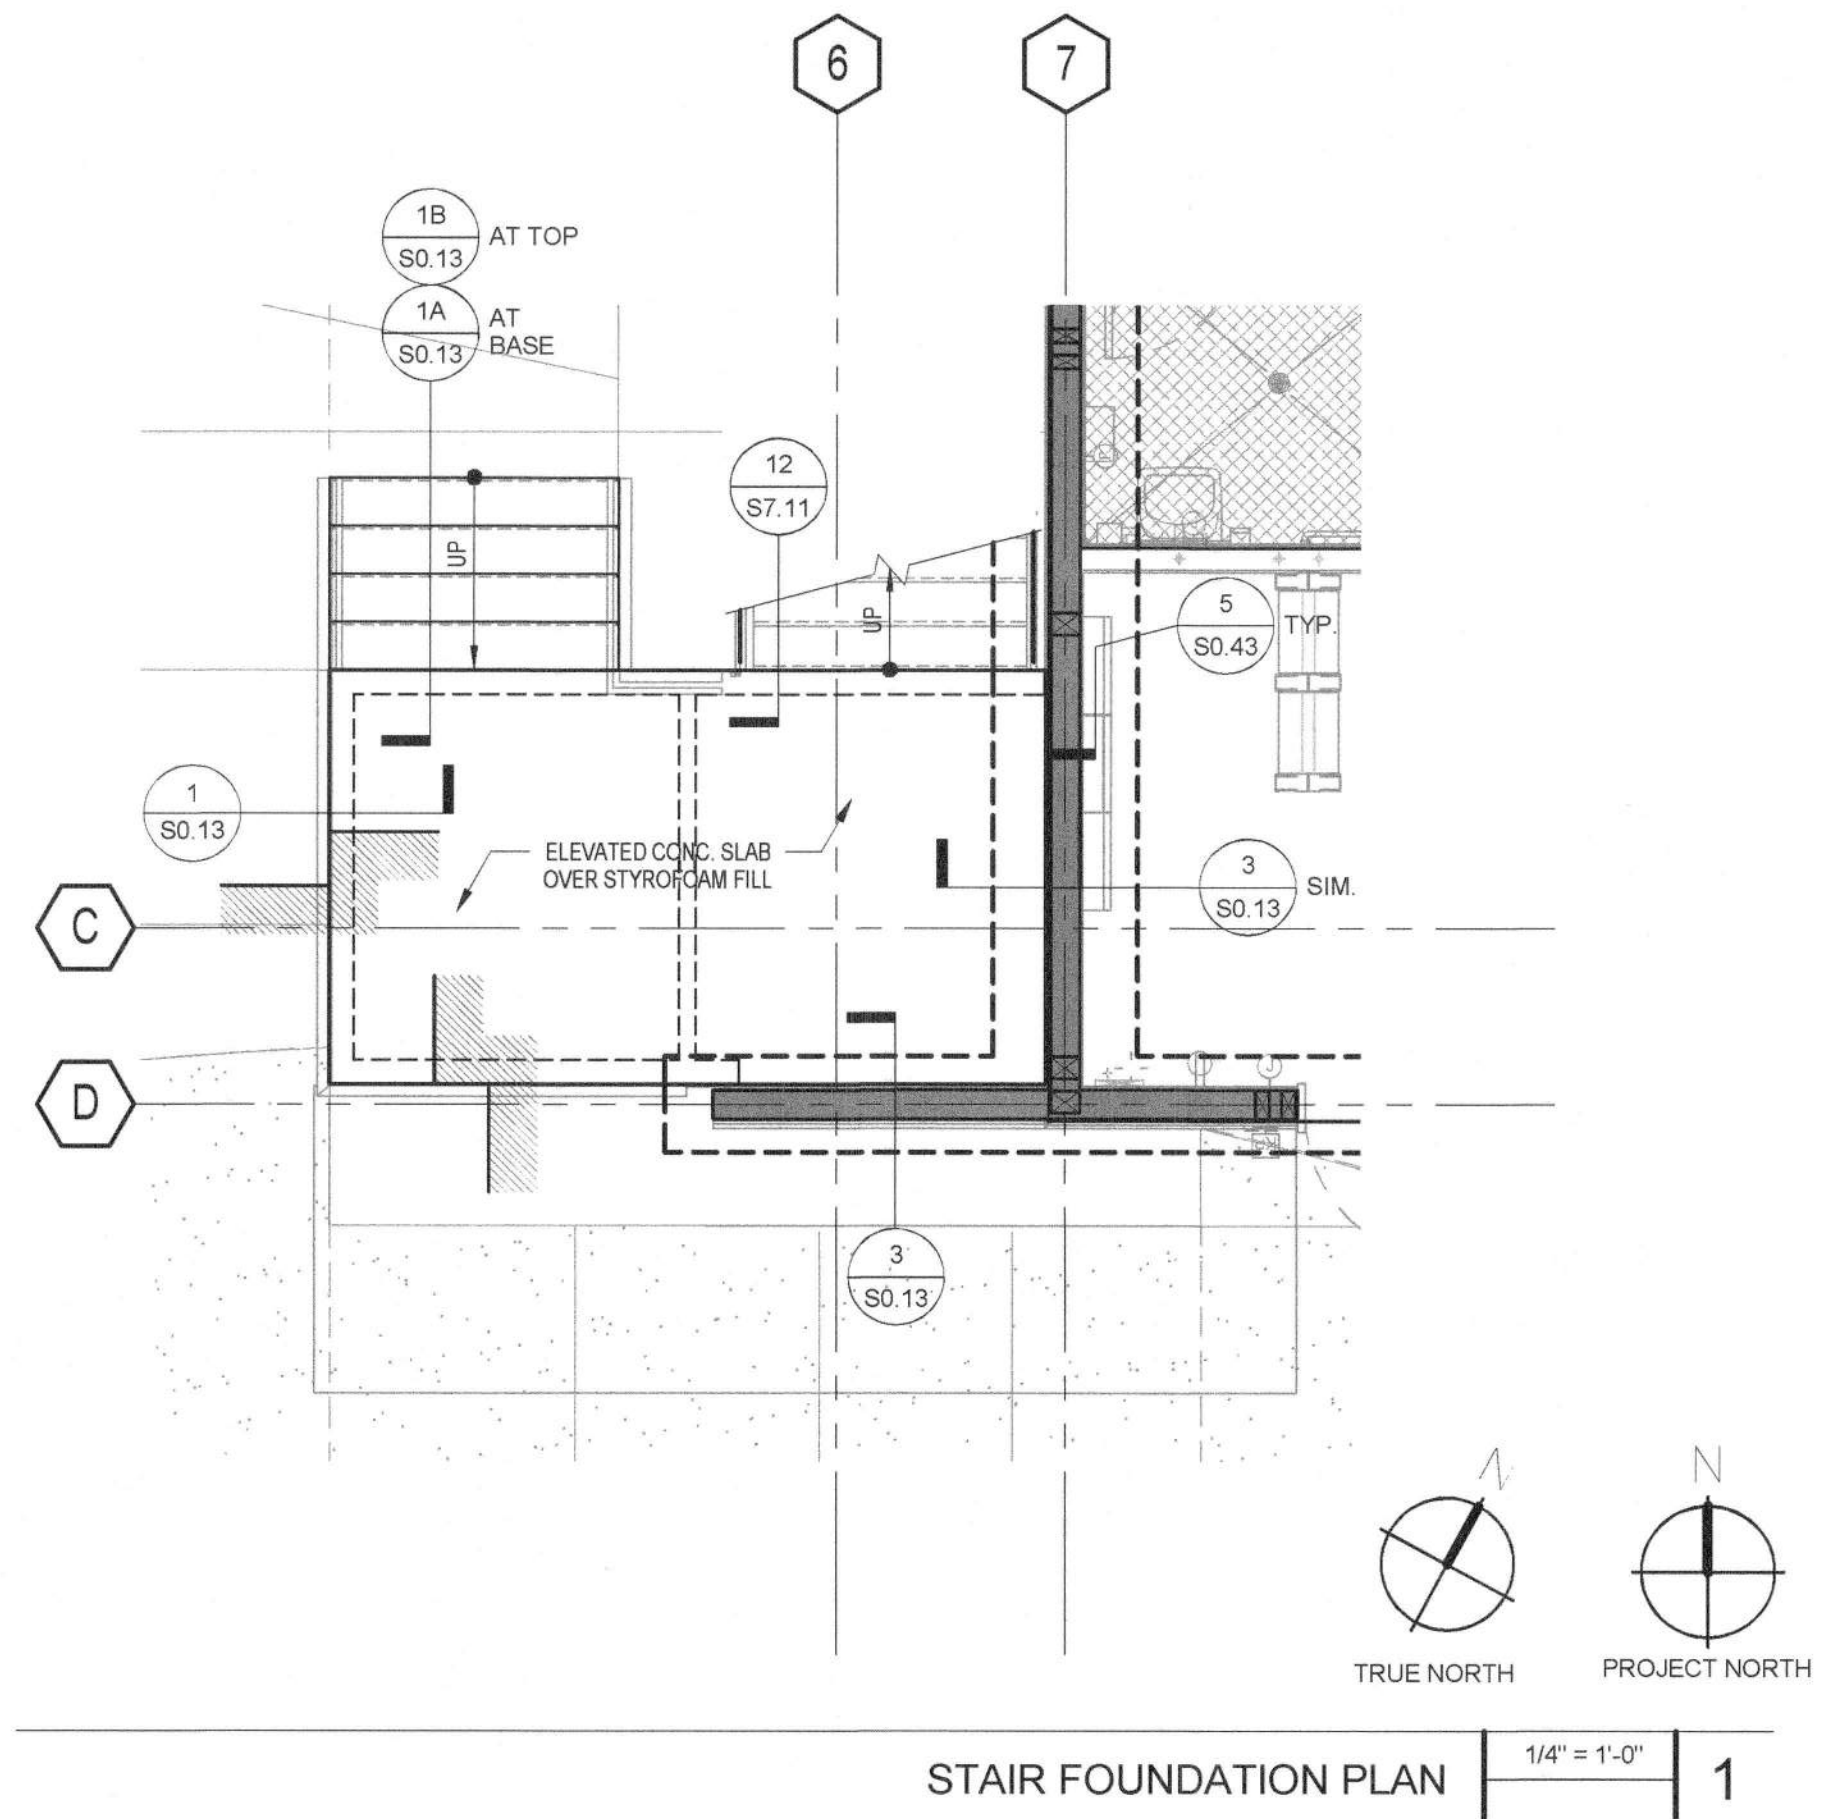 6
7
1B
S0.13
AT TOP
1A
S0.13
AT
BASE
12
S7.11
UP
UP
5
S0.43
TYP.
1
S0.13
ELEVATED CONC. SLAB
OVER STYROFOAM FILL
3
S0.13
SIM.
C
D
J
3
S0.13
N
N
TRUE NORTH
PROJECT NORTH
STAIR FOUNDATION PLAN
1/4" = 1'-0"
1